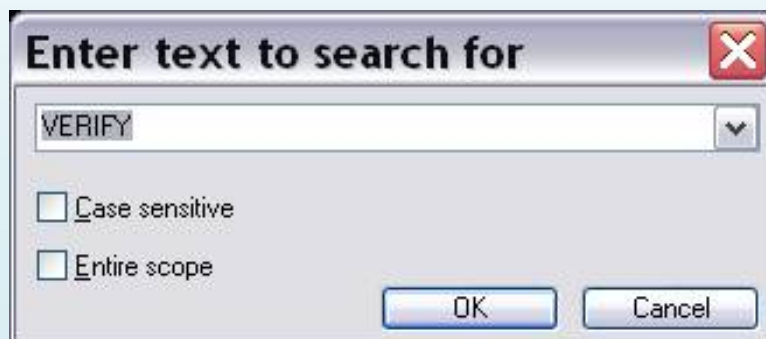 Enter text to search for
VERIFY
Case sensitive
Entire scope
OK Cancel